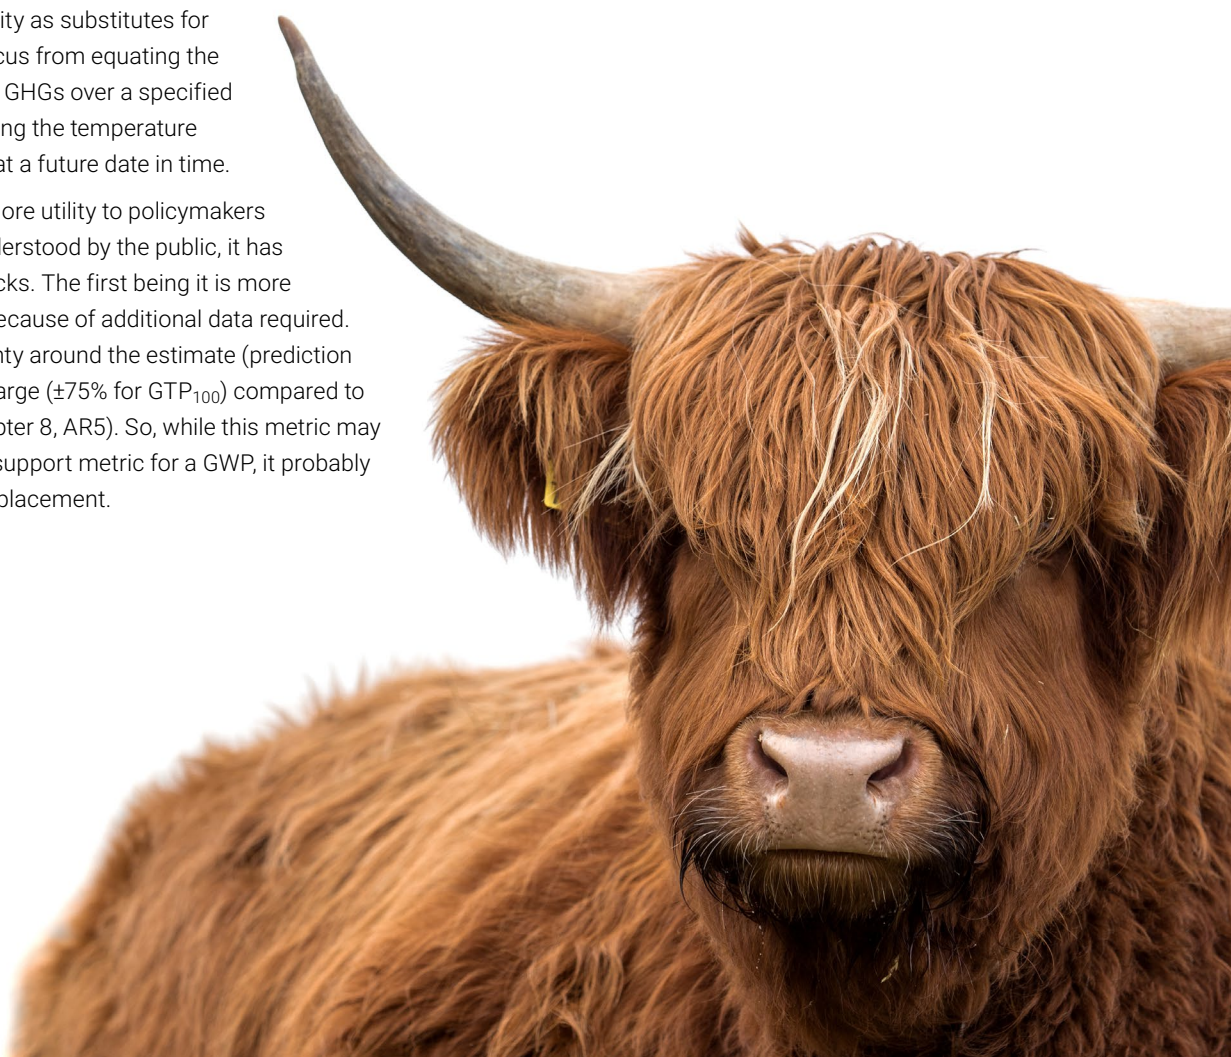 ity as substitutes for
cus from equating the
GHGs over a specified
ng the temperature
at a future date in time.
ore utility to policymakers
derstood by the public, it has
cks. The first being it is more
ecause of additional data required.
nty around the estimate (prediction
arge (±75% for GTP₁₀₀) compared to
pter 8, AR5). So, while this metric may
support metric for a GWP, it probably
placement.